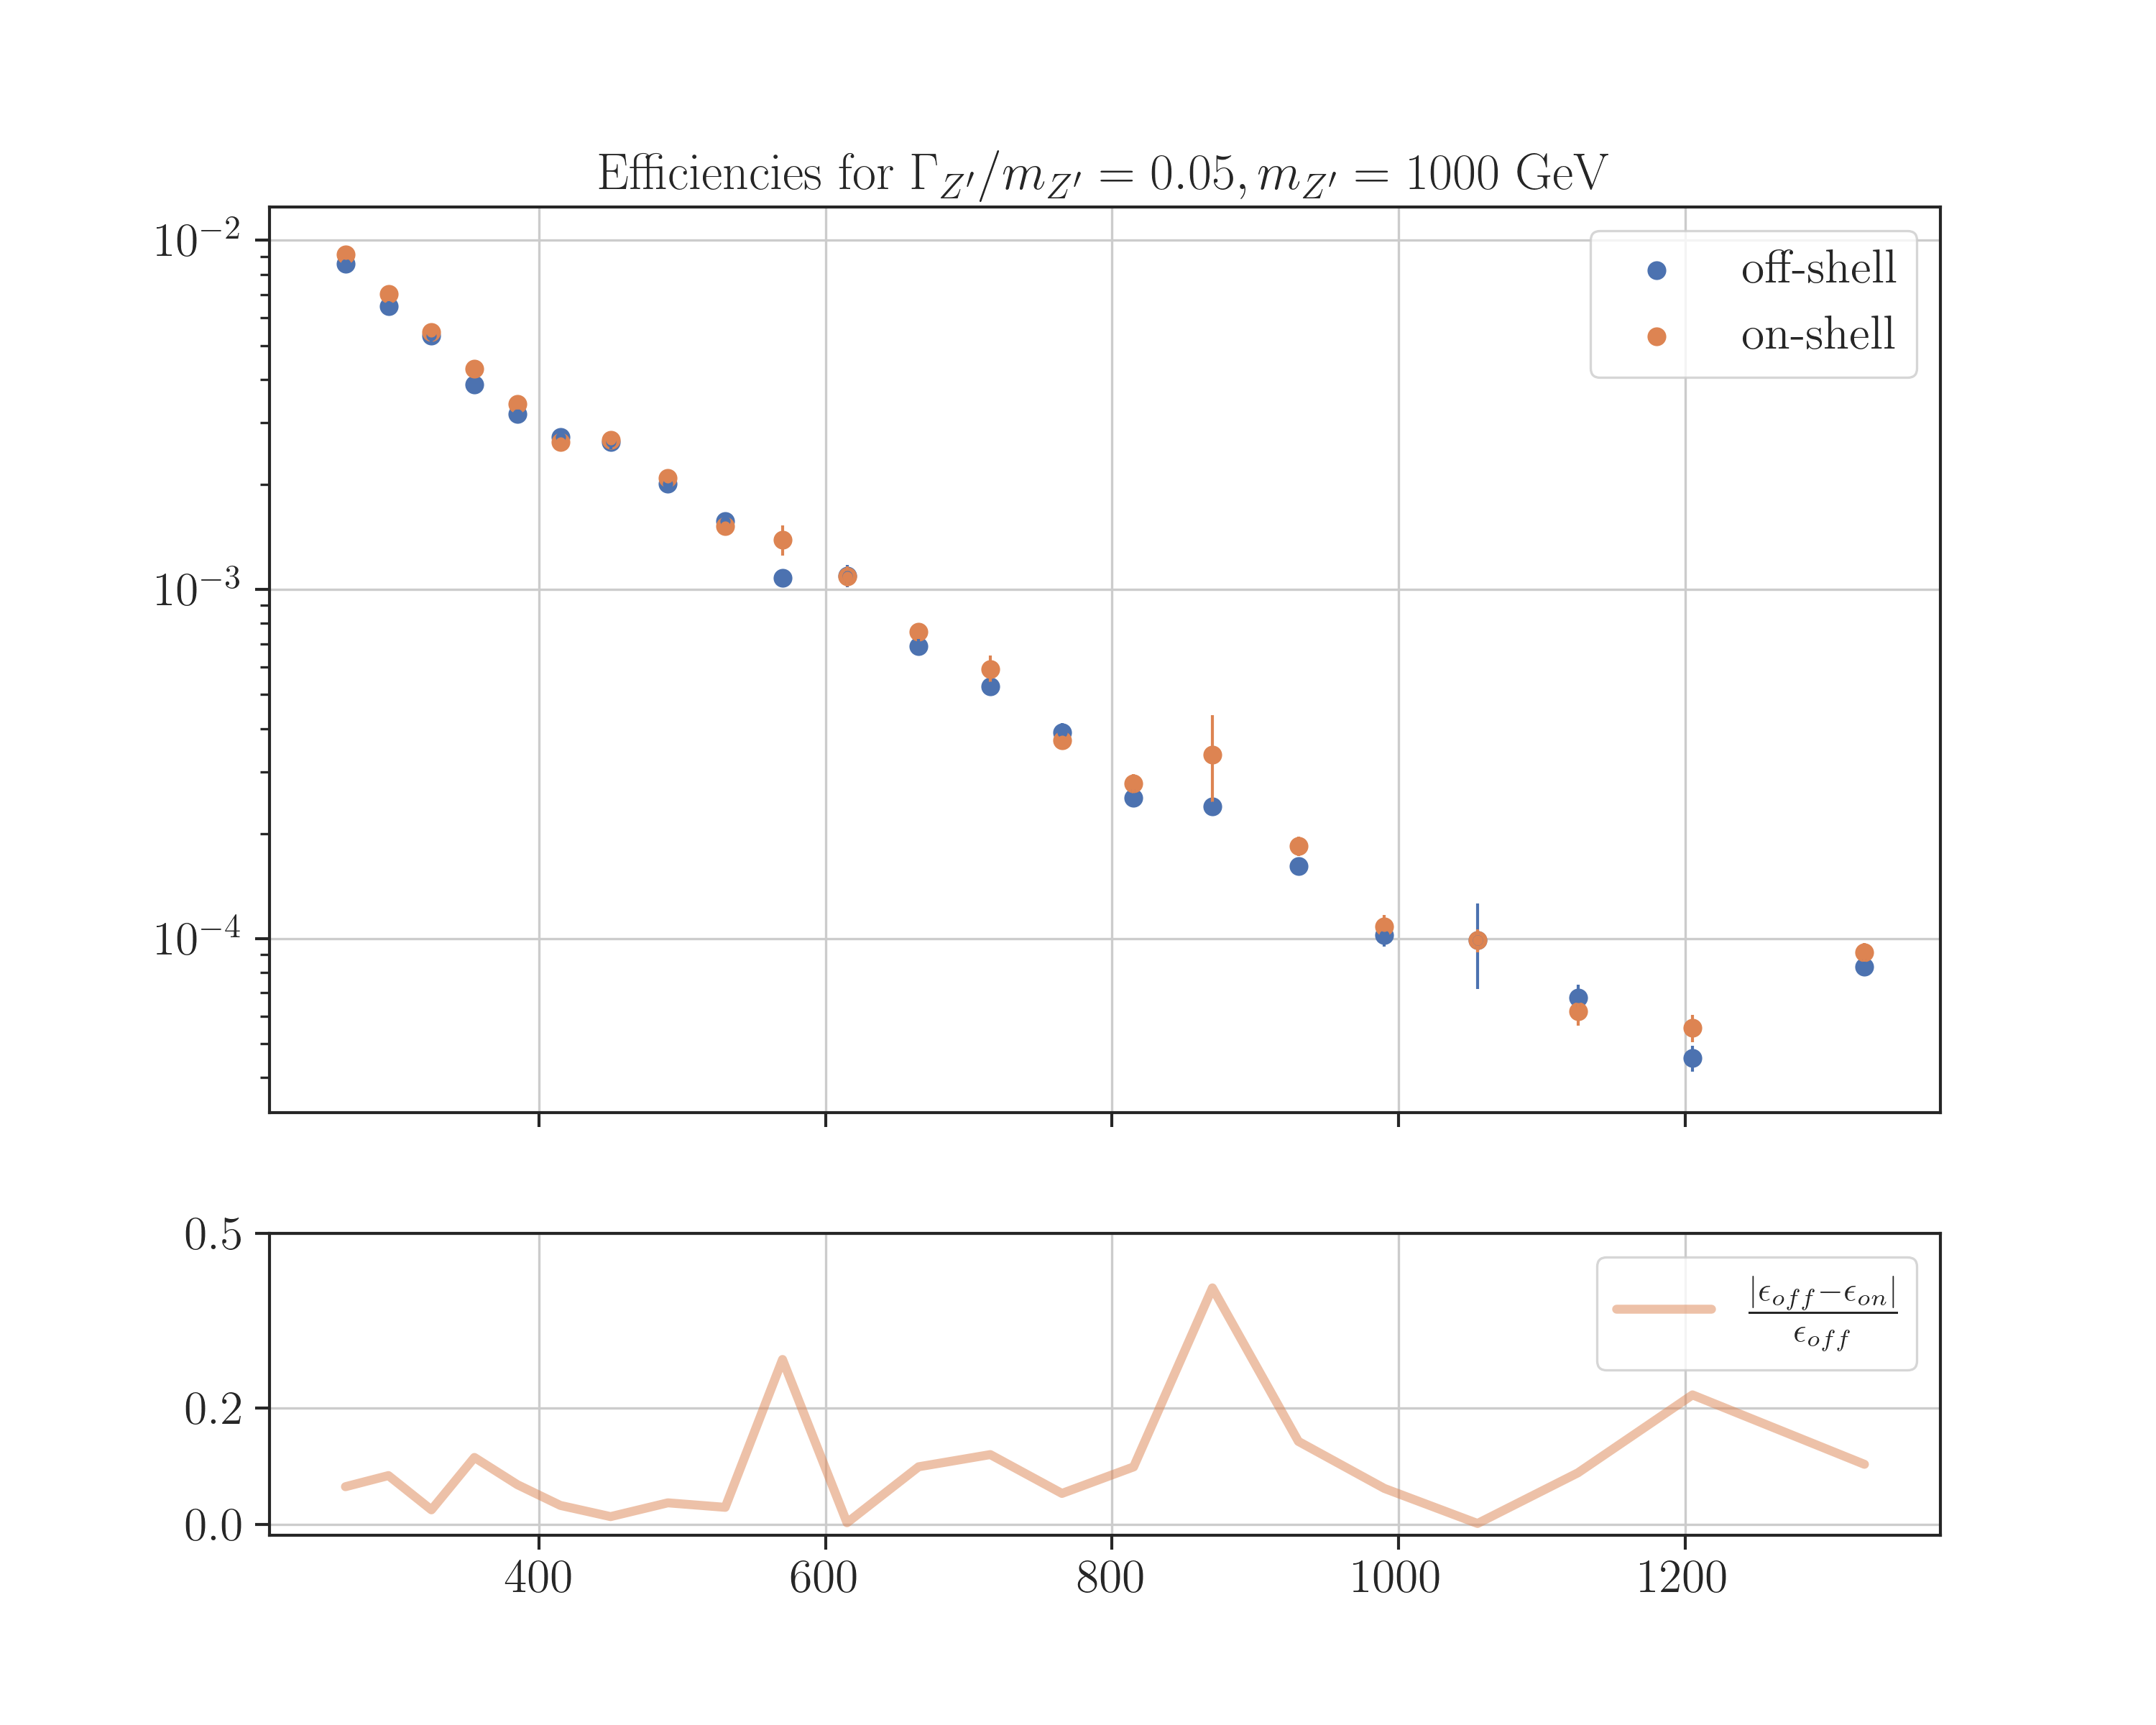 Efficiencies for Γ_{Z′}/m_{Z′} = 0.05, m_{Z′} = 1000 GeV
10^{−2}
10^{−3}
10^{−4}
off-shell
on-shell
0.5
0.2
0.0
|ϵ_{off}−ϵ_{on}|
ϵ_{off}
400 600 800 1000 1200